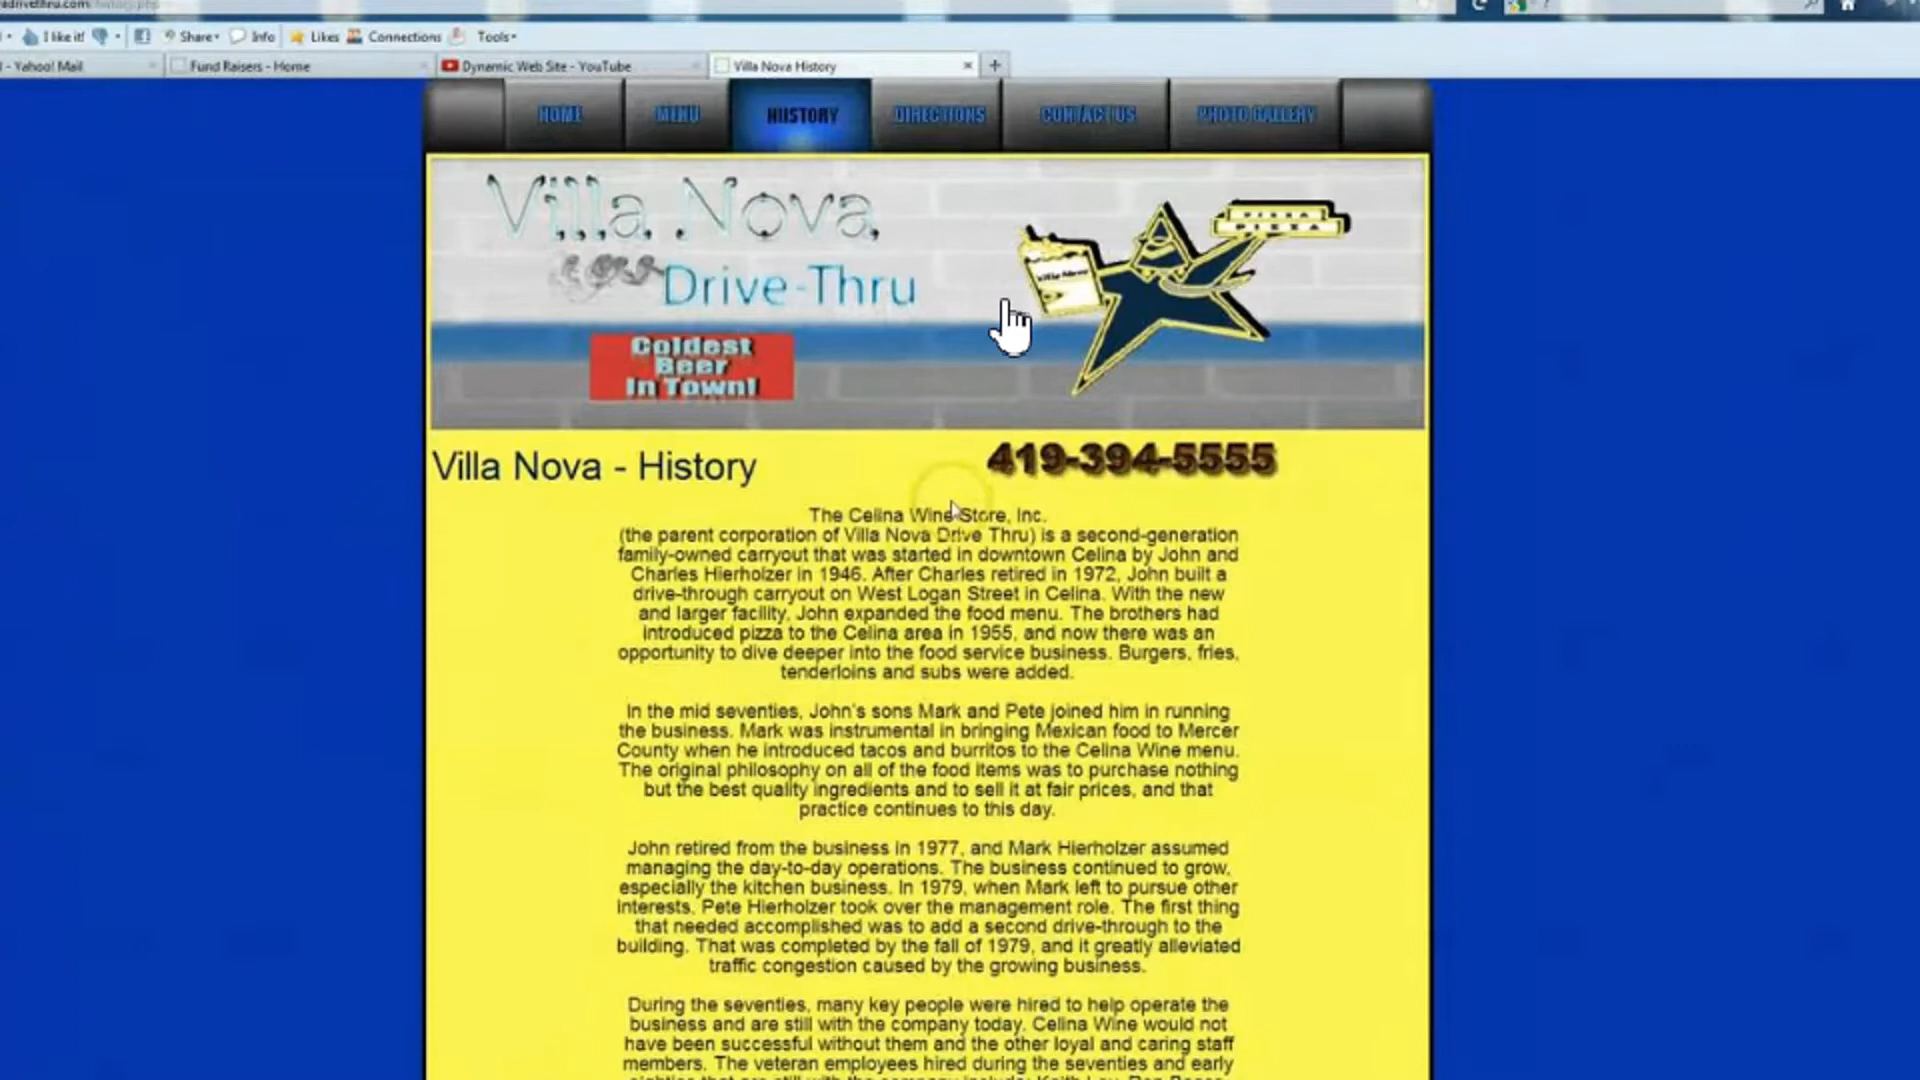 I like it! Share Info Likes Connections Tools
- Yahoo! Mail Fund Raisers - Home Dynamic Web Site - YouTube Villa Nova History
HOME MENU HIISTORY DIRECTIONS CONTACT US PHOTO GALLERY
Villa Nova
Drive-Thru
Coldest
Beer
In Town!
Villa Nova
PIZZA
PIZZA
Villa Nova - History
419-394-5555
The Celina Wine Store, Inc.
(the parent corporation of Villa Nova Drive Thru) is a second-generation
family-owned carryout that was started in downtown Celina by John and
Charles Hierholzer in 1946. After Charles retired in 1972, John built a
drive-through carryout on West Logan Street in Celina. With the new
and larger facility, John expanded the food menu. The brothers had
introduced pizza to the Celina area in 1955, and now there was an
opportunity to dive deeper into the food service business. Burgers, fries,
tenderloins and subs were added.
In the mid seventies, John's sons Mark and Pete joined him in running
the business. Mark was instrumental in bringing Mexican food to Mercer
County when he introduced tacos and burritos to the Celina Wine menu.
The original philosophy on all of the food items was to purchase nothing
but the best quality ingredients and to sell it at fair prices, and that
practice continues to this day.
John retired from the business in 1977, and Mark Hierholzer assumed
managing the day-to-day operations. The business continued to grow,
especially the kitchen business. In 1979, when Mark left to pursue other
interests, Pete Hierholzer took over the management role. The first thing
that needed accomplished was to add a second drive-through to the
building. That was completed by the fall of 1979, and it greatly alleviated
traffic congestion caused by the growing business.
During the seventies, many key people were hired to help operate the
business and are still with the company today. Celina Wine would not
have been successful without them and the other loyal and caring staff
members. The veteran employees hired during the seventies and early